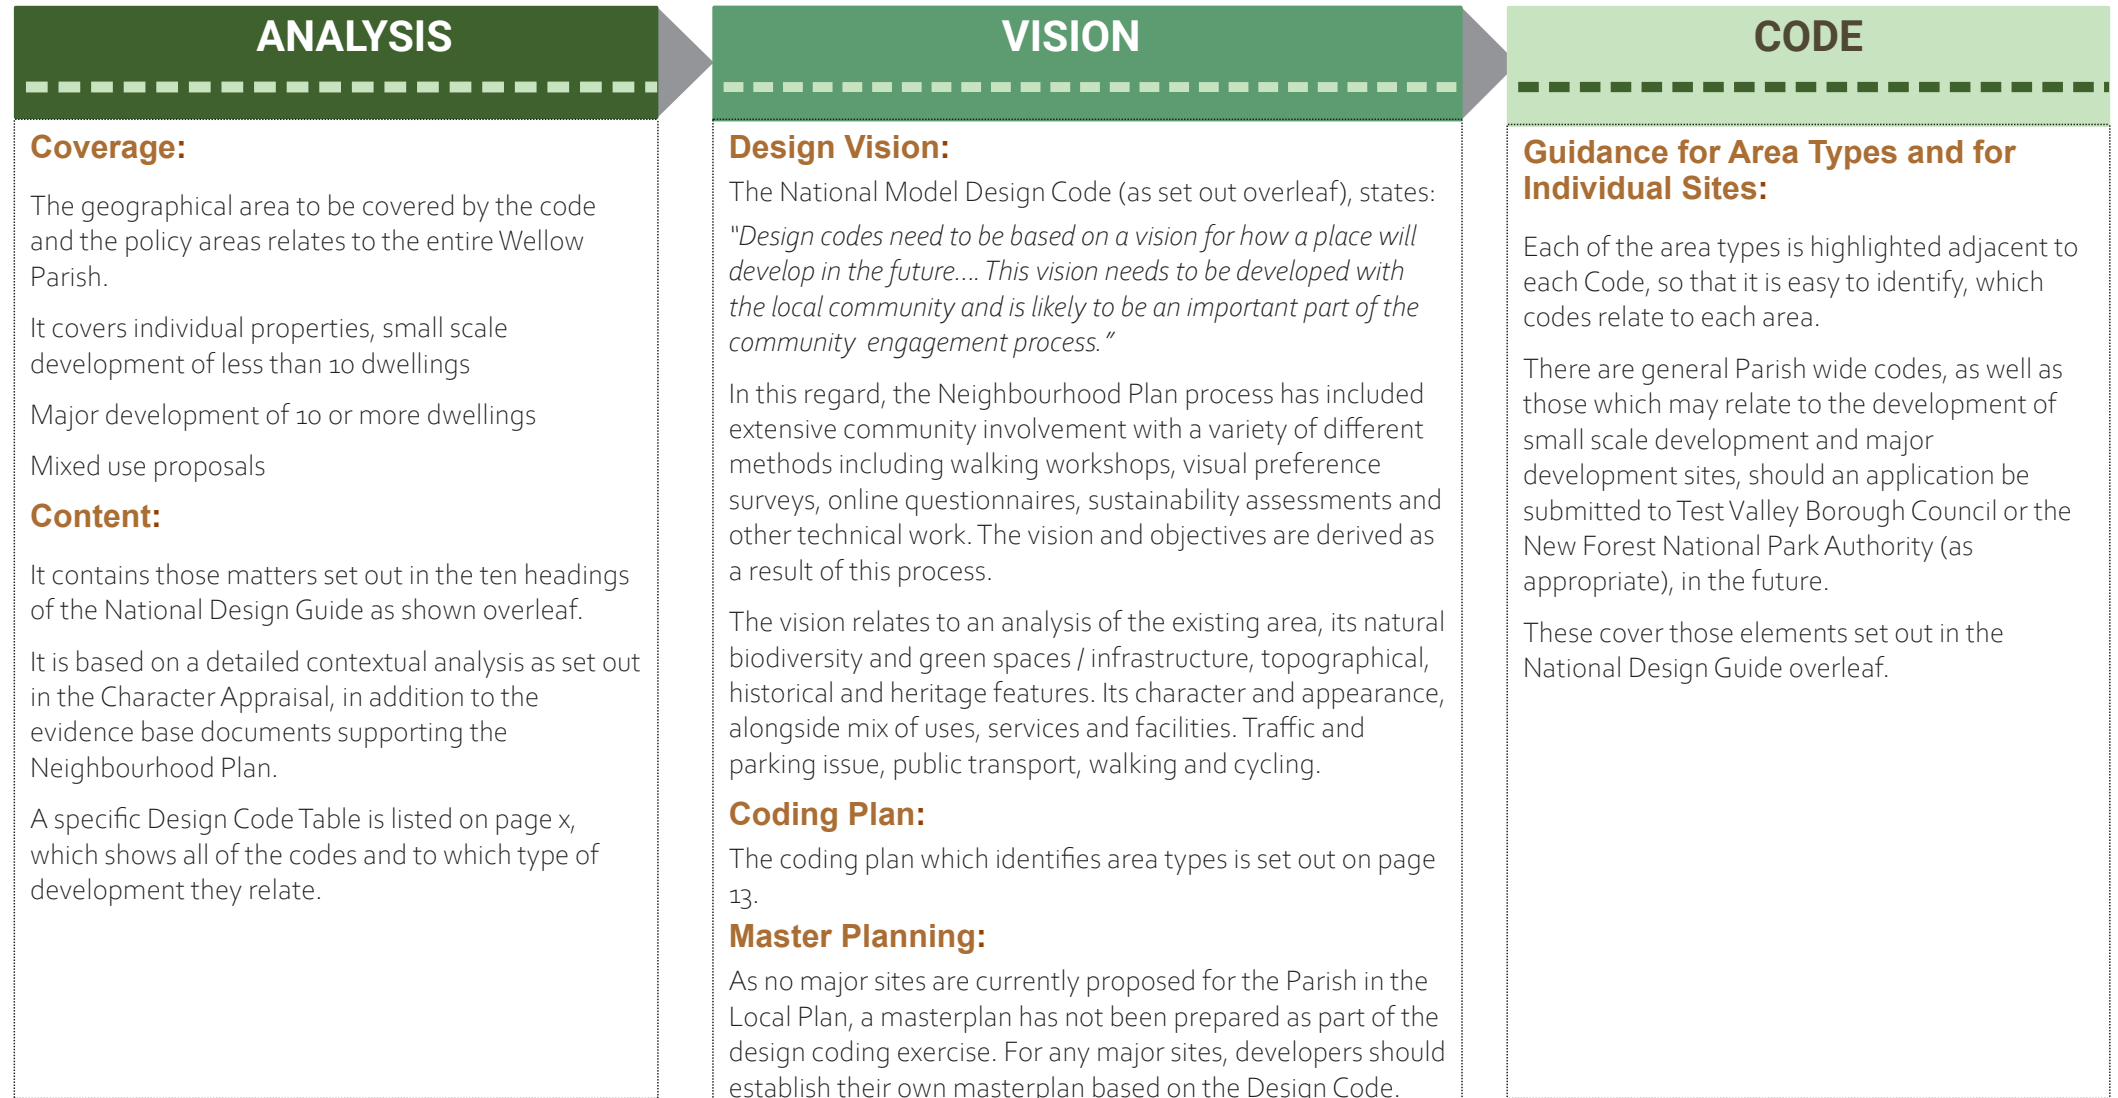 ANALYSIS
Coverage:
The geographical area to be covered by the code
and the policy areas relates to the entire Wellow
Parish.
It covers individual properties, small scale
development of less than 10 dwellings
Major development of 10 or more dwellings
Mixed use proposals
Content:
It contains those matters set out in the ten headings
of the National Design Guide as shown overleaf.
It is based on a detailed contextual analysis as set out
in the Character Appraisal, in addition to the
evidence base documents supporting the
Neighbourhood Plan.
A specific Design Code Table is listed on page x,
which shows all of the codes and to which type of
development they relate.
VISION
Design Vision:
The National Model Design Code (as set out overleaf), states:
"Design codes need to be based on a vision for how a place will
develop in the future…. This vision needs to be developed with
the local community and is likely to be an important part of the
community  engagement process.”
In this regard, the Neighbourhood Plan process has included
extensive community involvement with a variety of different
methods including walking workshops, visual preference
surveys, online questionnaires, sustainability assessments and
other technical work. The vision and objectives are derived as
a result of this process.
The vision relates to an analysis of the existing area, its natural
biodiversity and green spaces / infrastructure, topographical,
historical and heritage features. Its character and appearance,
alongside mix of uses, services and facilities. Traffic and
parking issue, public transport, walking and cycling.
Coding Plan:
The coding plan which identifies area types is set out on page
13.
Master Planning:
As no major sites are currently proposed for the Parish in the
Local Plan, a masterplan has not been prepared as part of the
design coding exercise. For any major sites, developers should
establish their own masterplan based on the Design Code.
CODE
Guidance for Area Types and for
Individual Sites:
Each of the area types is highlighted adjacent to
each Code, so that it is easy to identify, which
codes relate to each area.
There are general Parish wide codes, as well as
those which may relate to the development of
small scale development and major
development sites, should an application be
submitted to Test Valley Borough Council or the
New Forest National Park Authority (as
appropriate), in the future.
These cover those elements set out in the
National Design Guide overleaf.